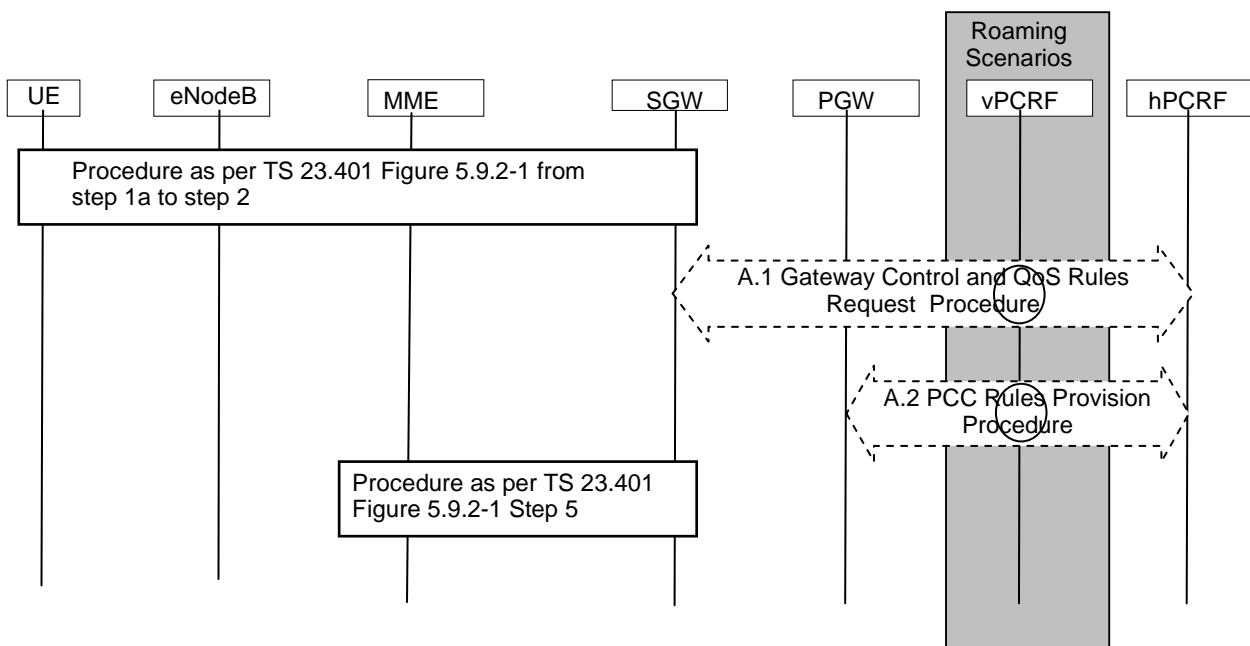 Roaming
Scenarios
UE
eNodeB
MME
SGW
PGW
vPCRF
hPCRF
Procedure as per TS 23.401 Figure 5.9.2-1 from
step 1a to step 2
A.1 Gateway Control and QoS Rules
Request Procedure
A.2 PCC Rules Provision
Procedure
Procedure as per TS 23.401
Figure 5.9.2-1 Step 5